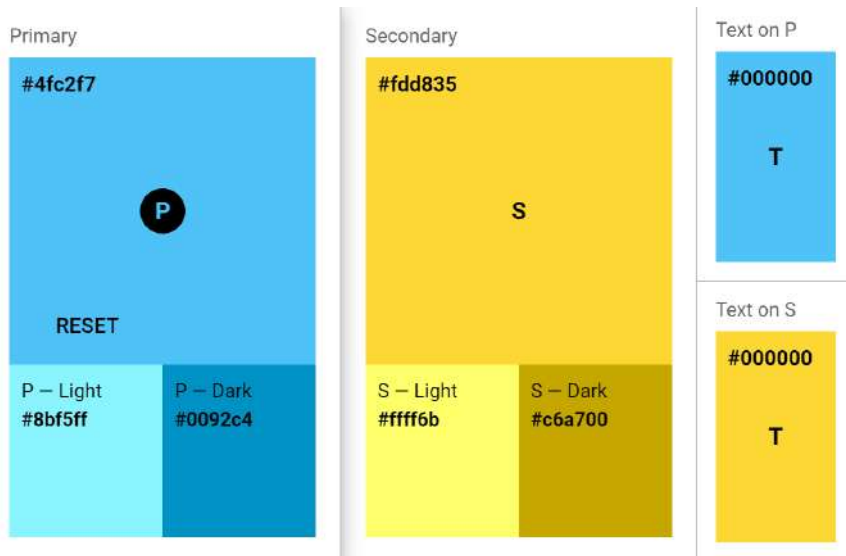 Primary
#4fc2f7
P
RESET
P — Light
#8bf5ff
P — Dark
#0092c4
Secondary
#fdd835
S
S — Light
#ffff6b
S — Dark
#c6a700
Text on P
#000000
T
Text on S
#000000
T